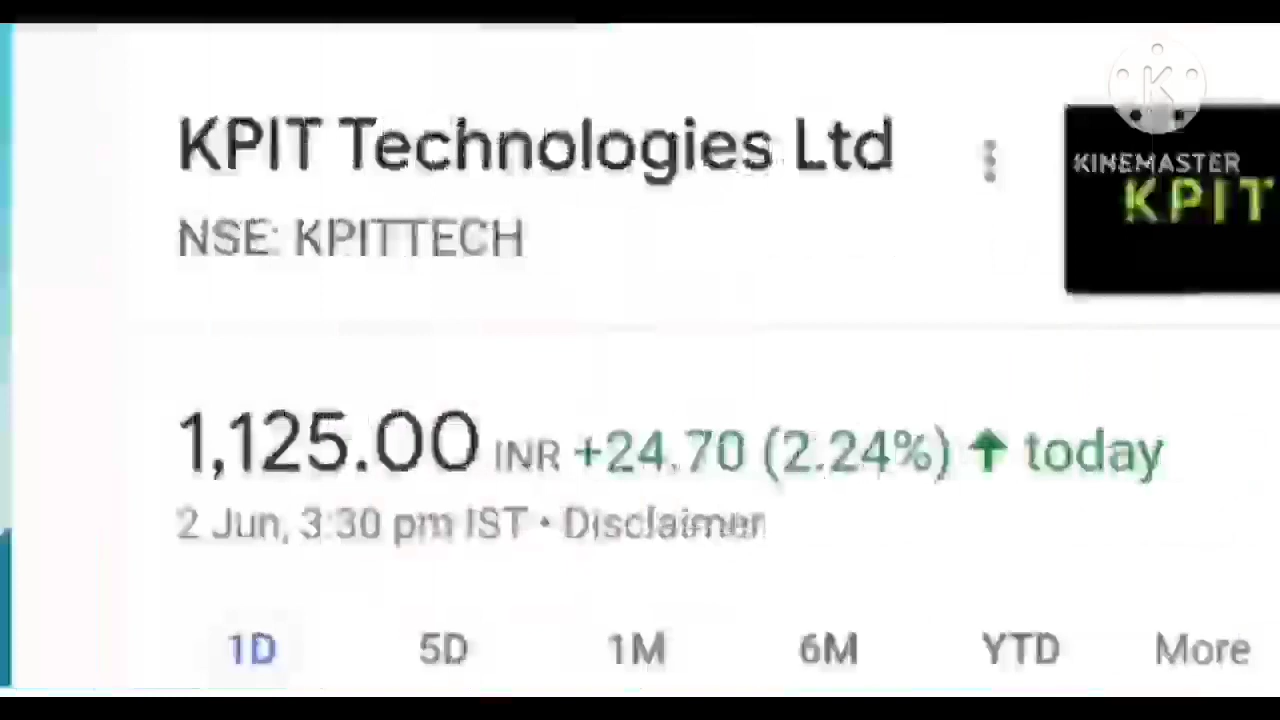 KPIT Technologies Ltd
NSE: KPITTECH
K
KINEMASTER
KPIT
1,125.00 INR +24.70 (2.24%) ↑ today
2 Jun, 3:30 pm IST • Disclaimer
1D 5D 1M 6M YTD More